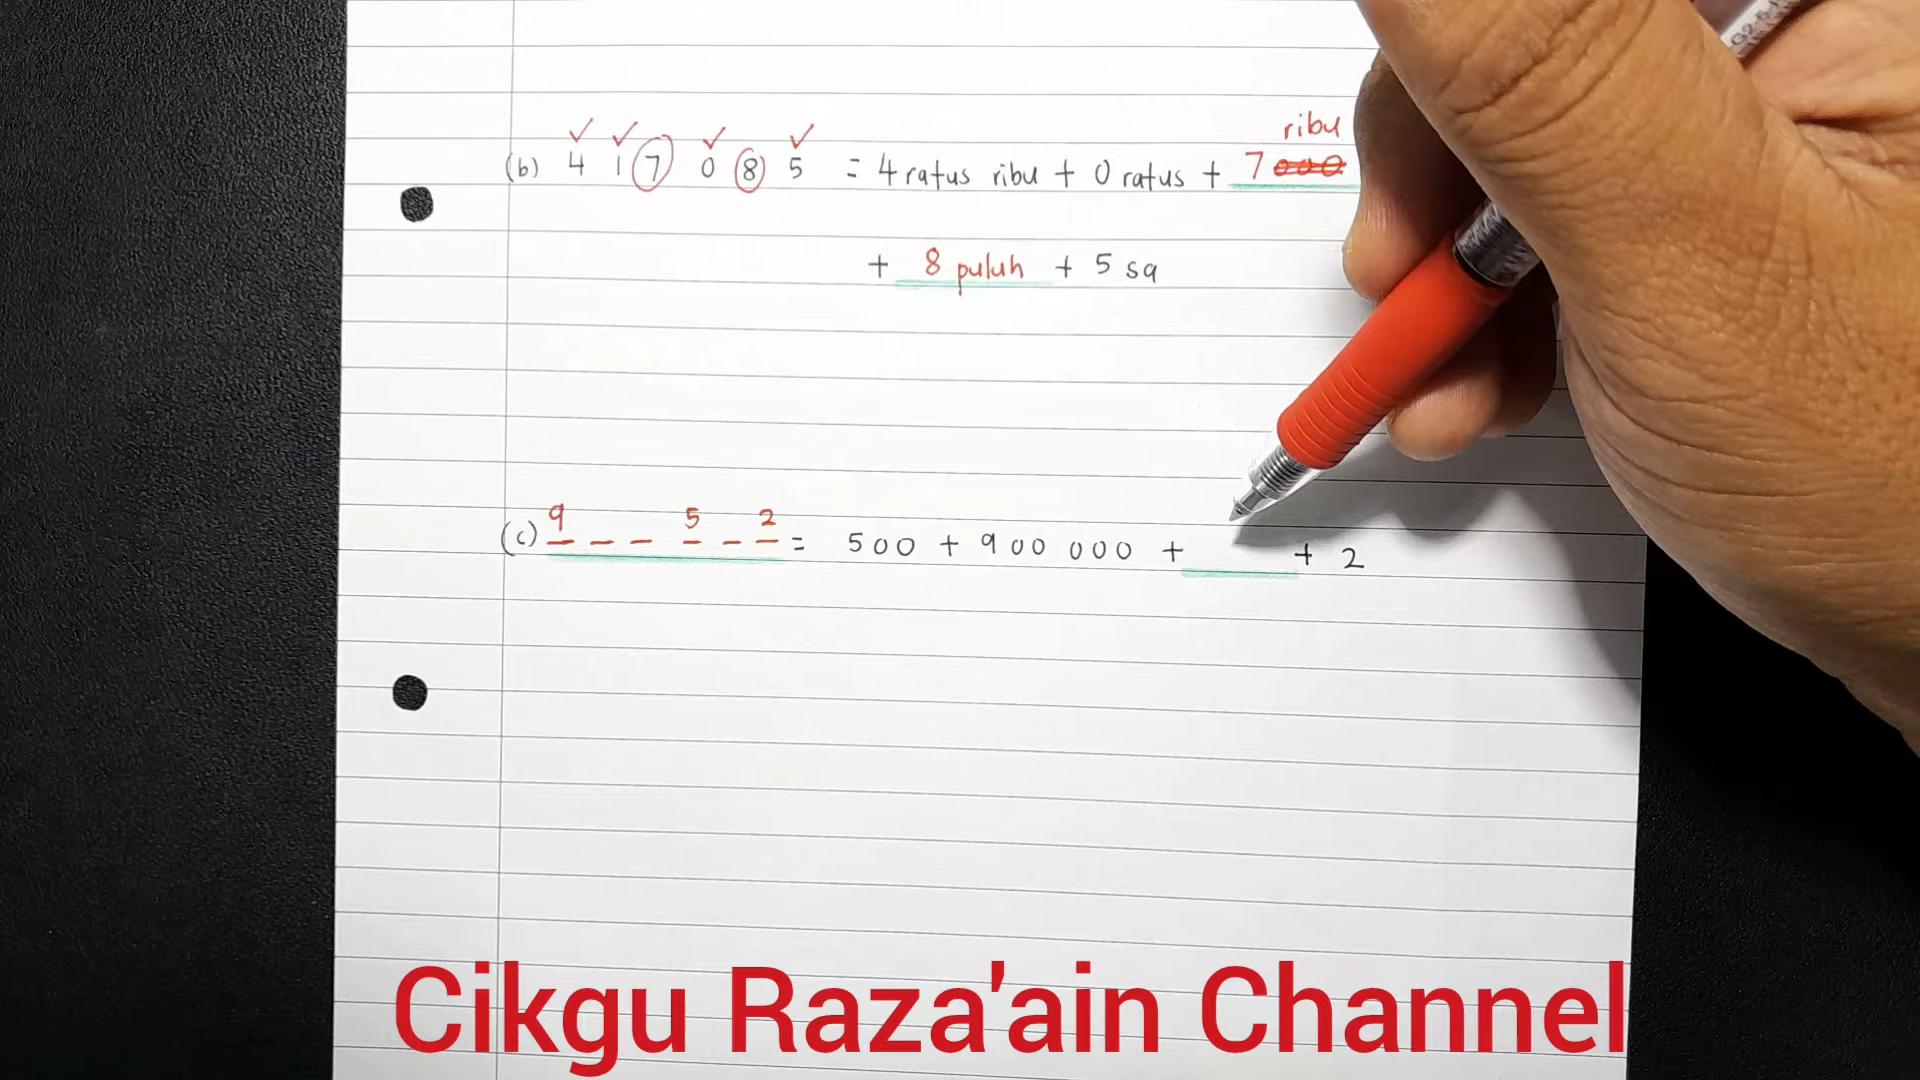 ribu
(b) 4 1 7 0 8 5 = 4 ratus ribu + 0 ratus + 7 000
+ 8 puluh + 5 sa
9 5 2
(c) _ _ _ _ _ _ = 500 + 900 000 + ____ + 2
Cikgu Raza'ain Channel